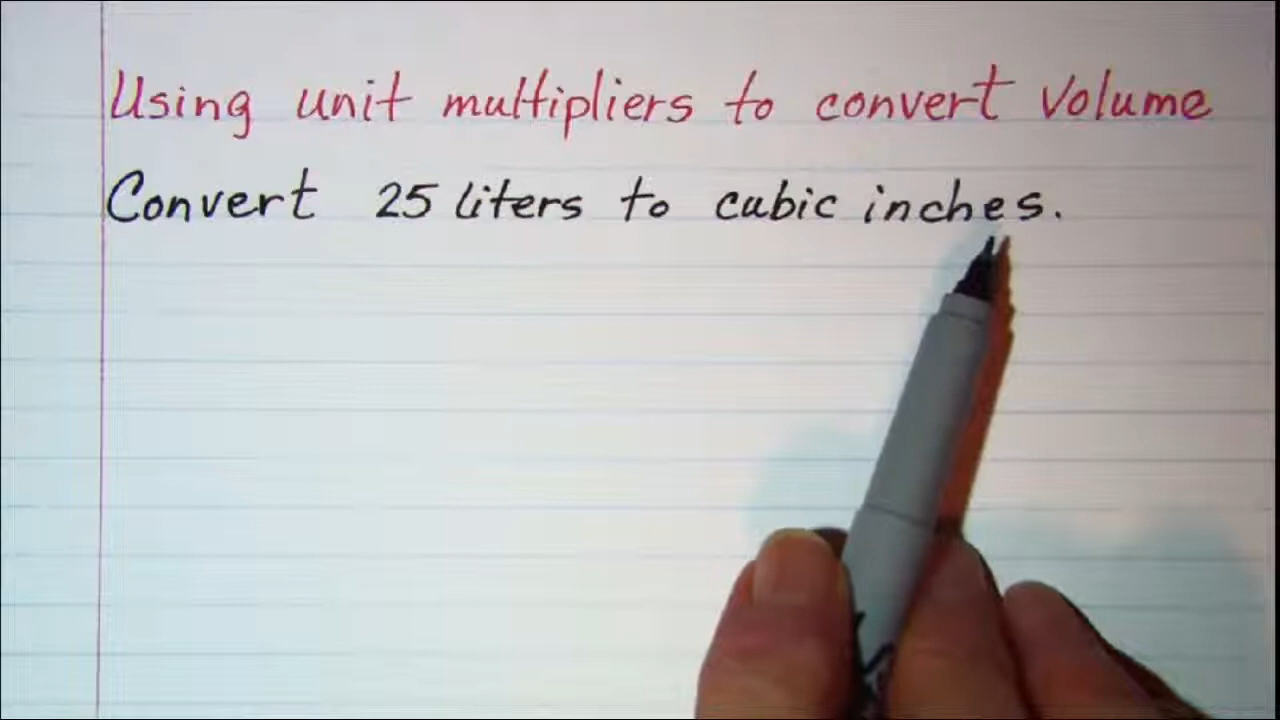 Using unit multipliers to convert volume
Convert 25 liters to cubic inches.